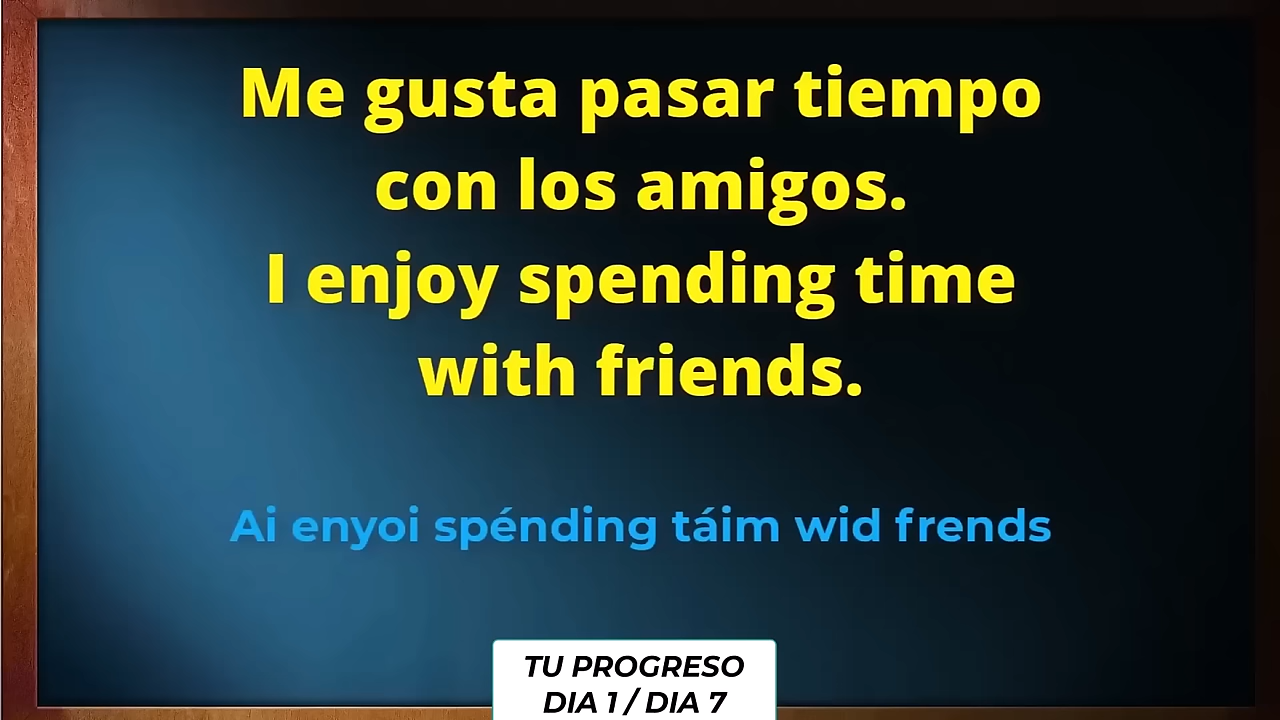 Me gusta pasar tiempo
con los amigos.
I enjoy spending time
with friends.
Ai enyoi spénding táim wid frends
TU PROGRESO
DIA 1 / DIA 7